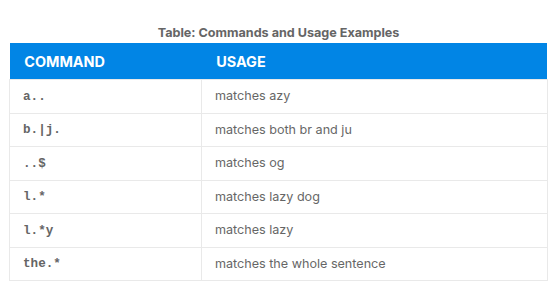 Table: Commands and Usage Examples
COMMAND USAGE
a.. matches azy
b.|j. matches both br and ju
..$ matches og
l.* matches lazy dog
l.*y matches lazy
the.* matches the whole sentence